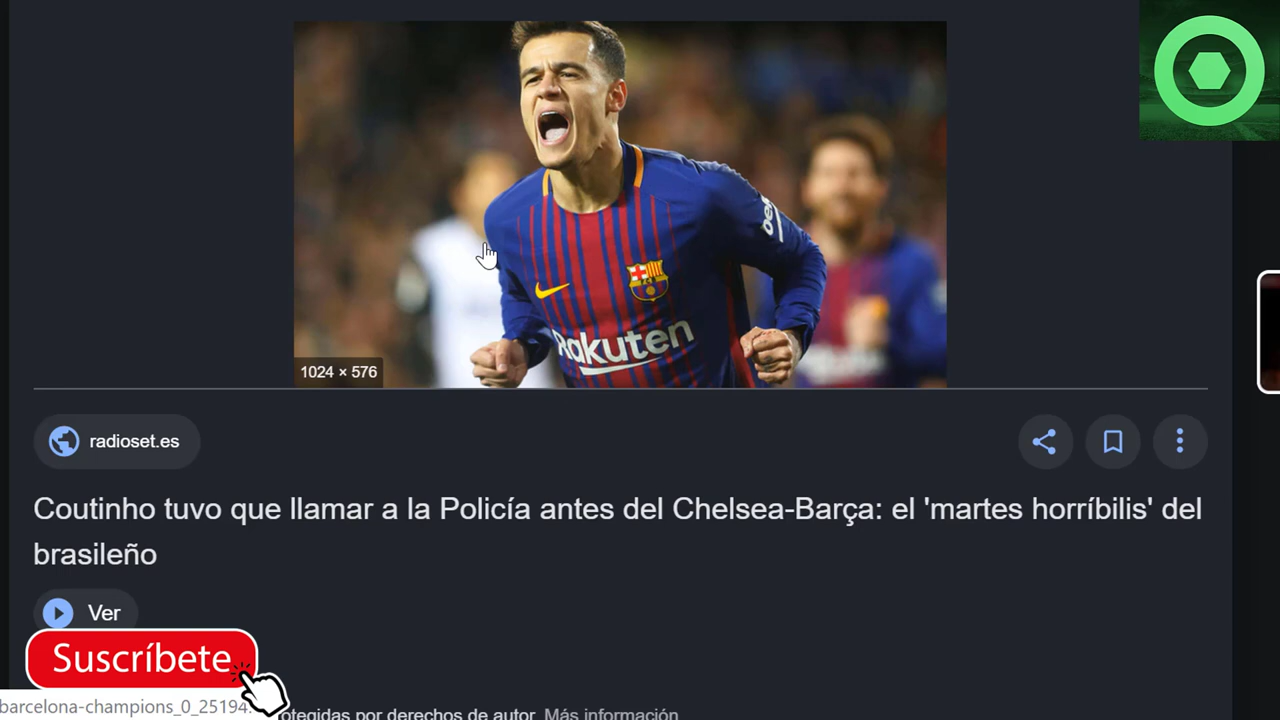 Rakuten
1024 × 576
radioset.es
Coutinho tuvo que llamar a la Policía antes del Chelsea-Barça: el 'martes horríbilis' del
brasileño
Ver
Suscríbete
barcelona-champions_0_25194
otegidas por derechos de autor. Más información